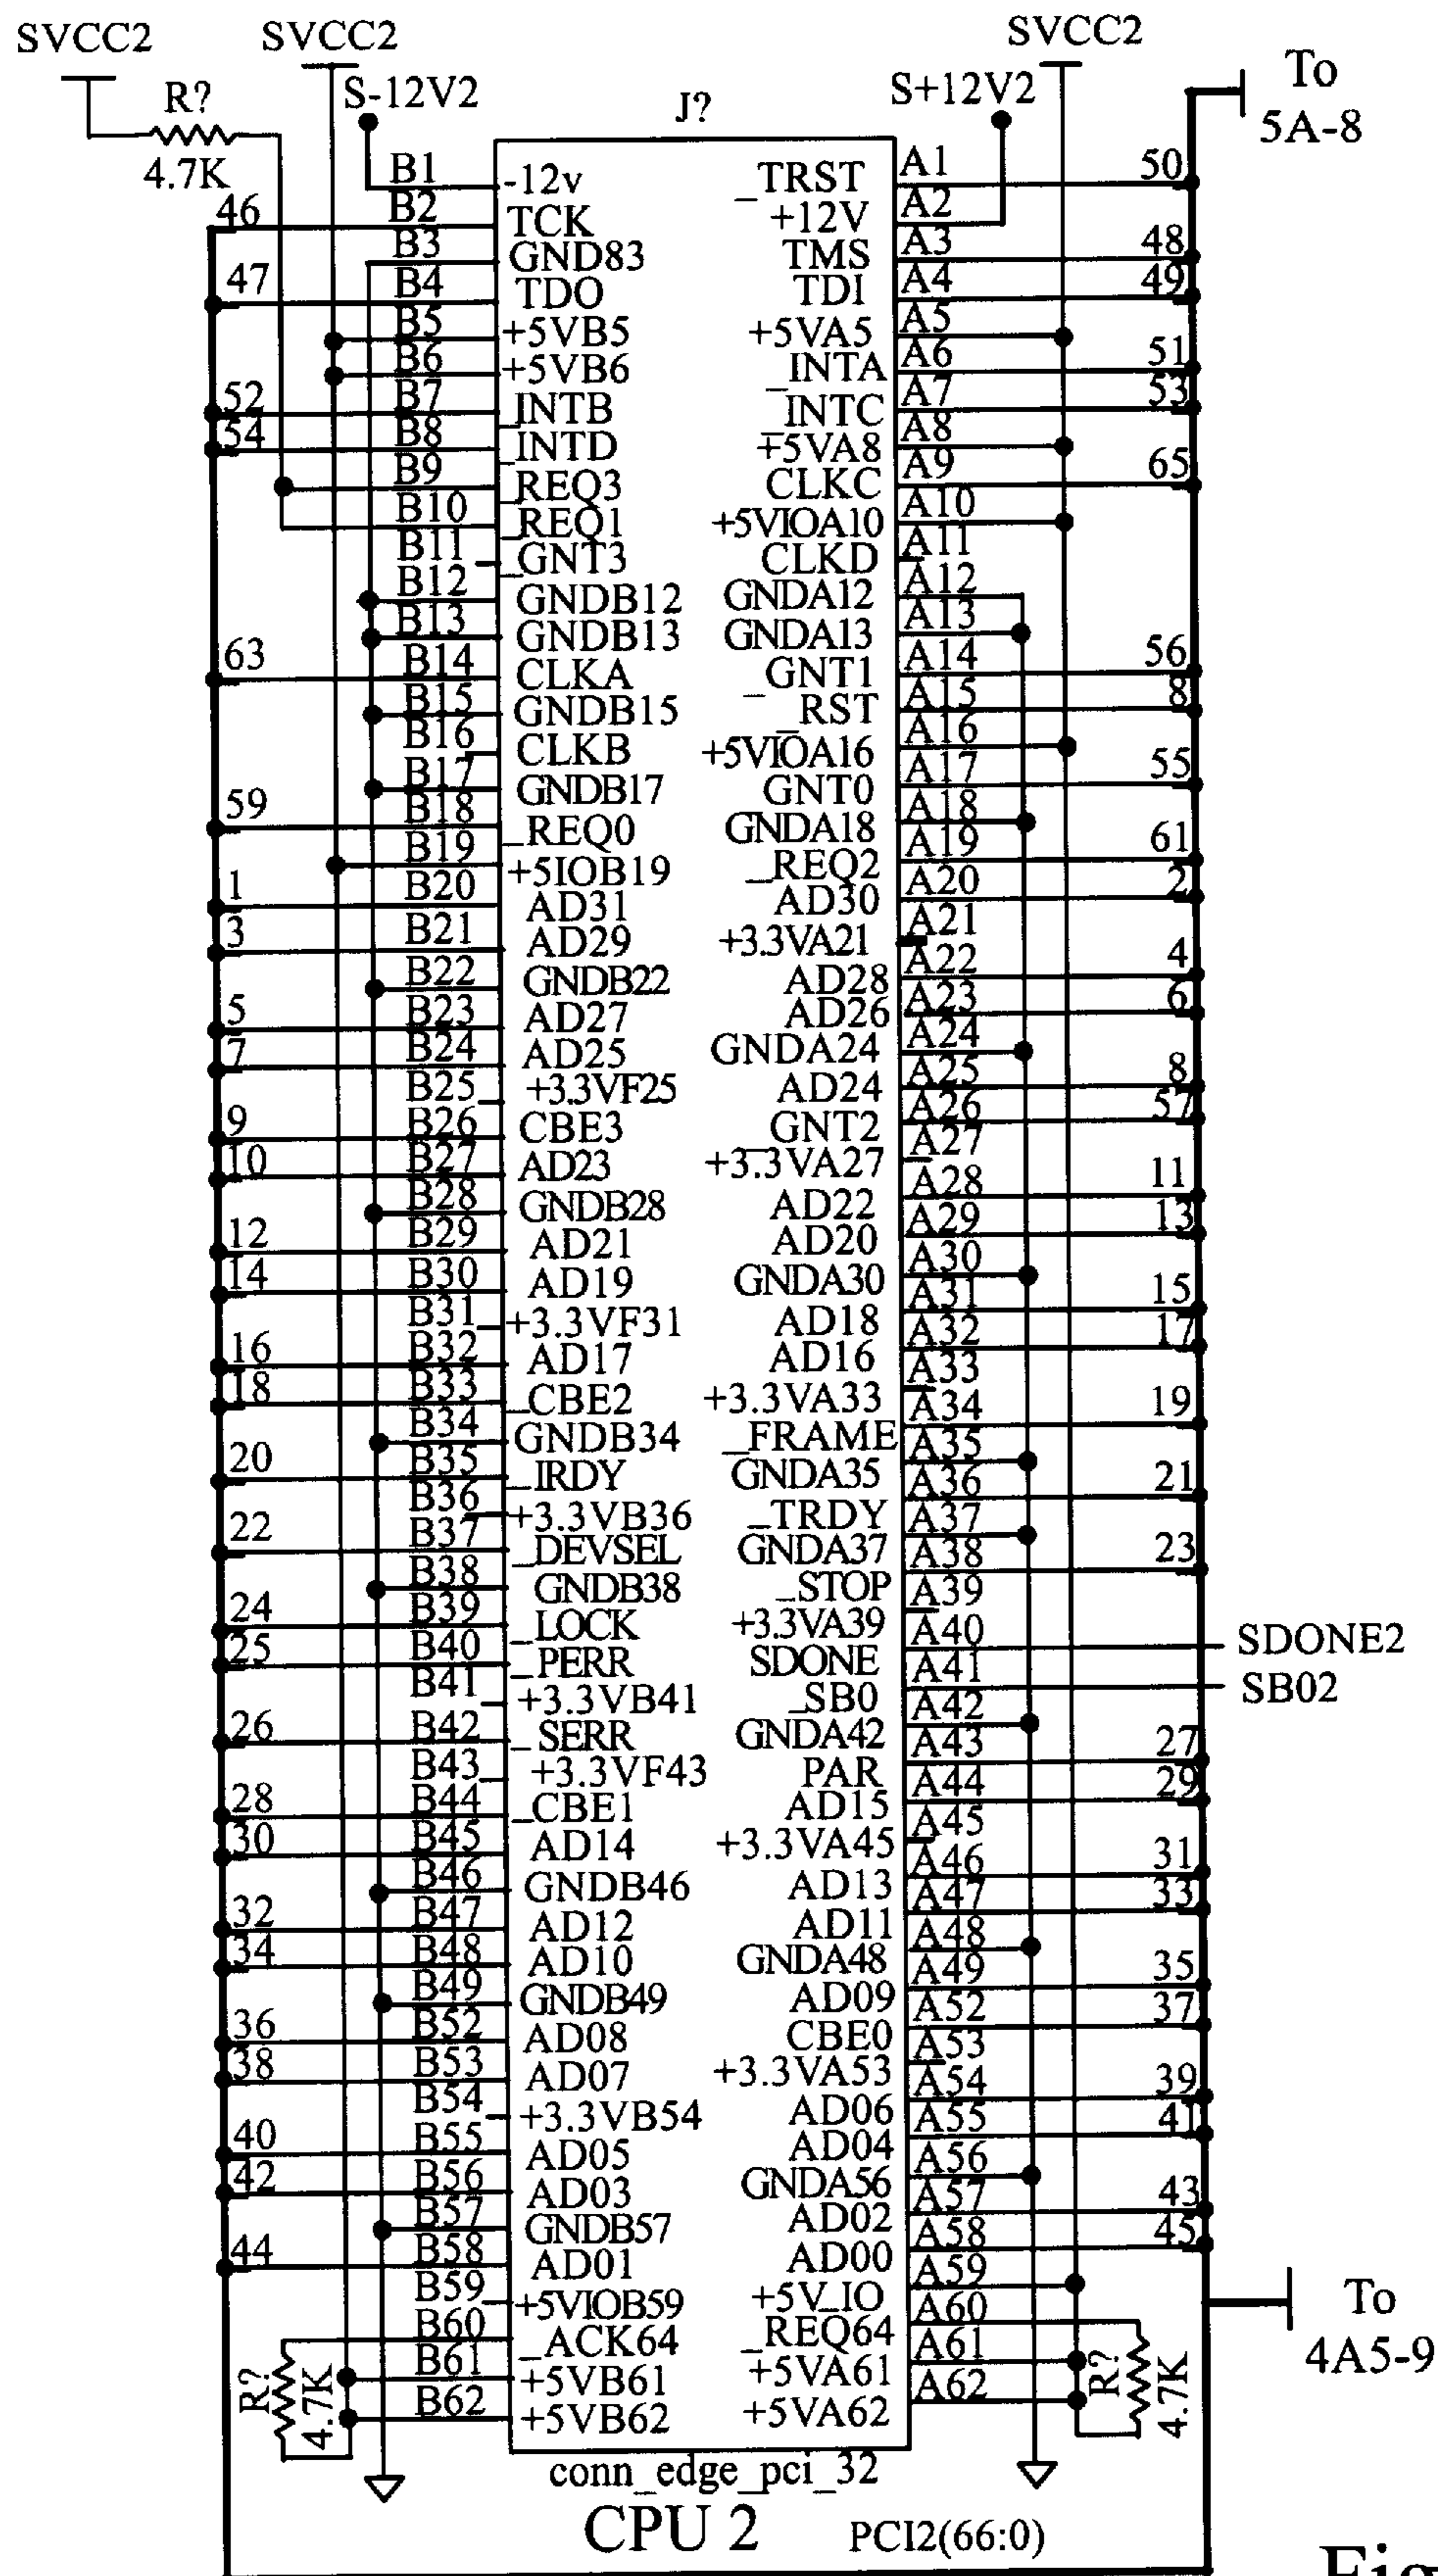 SVCC2 SVCC2 SVCC2
To
5A-8
R? S-12V2 J? S+12V2
4.7K
B1 -12v _TRST A1 50
46 B2 TCK +12V A2
B3 GND83 TMS A3 48
47 B4 TDO TDI A4 49
B5 +5VB5 +5VA5 A5
B6 +5VB6 _INTA A6 51
52 B7 _INTB _INTC A7 53
54 B8 _INTD +5VA8 A8
B9 _REQ3 CLKC A9 65
B10 _REQ1 +5VIOA10 A10
B11 _GNT3 CLKD A11
B12 GNDB12 GNDA12 A12
B13 GNDB13 GNDA13 A13
63 B14 CLKA _GNT1 A14 56
B15 GNDB15 _RST A15 8
B16 CLKB +5VIOA16 A16
B17 GNDB17 GNT0 A17 55
59 B18 _REQ0 GNDA18 A18
B19 +5IOB19 _REQ2 A19 61
1 B20 AD31 AD30 A20 2
3 B21 AD29 +3.3VA21 A21
B22 GNDB22 AD28 A22 4
5 B23 AD27 AD26 A23 6
7 B24 AD25 GNDA24 A24
B25 +3.3VF25 AD24 A25 8
9 B26 CBE3 _GNT2 A26 57
10 B27 AD23 +3.3VA27 A27
B28 GNDB28 AD22 A28 11
12 B29 AD21 AD20 A29 13
14 B30 AD19 GNDA30 A30
B31 +3.3VF31 AD18 A31 15
16 B32 AD17 AD16 A32 17
18 B33 _CBE2 +3.3VA33 A33
B34 GNDB34 _FRAME A34 19
20 B35 _IRDY GNDA35 A35
B36 +3.3VB36 _TRDY A36 21
22 B37 _DEVSEL GNDA37 A37
B38 GNDB38 _STOP A38 23
24 B39 _LOCK +3.3VA39 A39
25 B40 _PERR SDONE A40 SDONE2
B41 +3.3VB41 _SB0 A41 SB02
26 B42 _SERR GNDA42 A42
B43 +3.3VF43 PAR A43 27
28 B44 _CBE1 AD15 A44 29
30 B45 AD14 +3.3VA45 A45
B46 GNDB46 AD13 A46 31
32 B47 AD12 AD11 A47 33
34 B48 AD10 GNDA48 A48
B49 GNDB49 AD09 A49 35
36 B52 AD08 CBE0 A52 37
38 B53 AD07 +3.3VA53 A53
B54 +3.3VB54 AD06 A54 39
40 B55 AD05 AD04 A55 41
42 B56 AD03 GNDA56 A56
B57 GNDB57 AD02 A57 43
44 B58 AD01 AD00 A58 45
B59 +5VIOB59 +5V_IO A59
B60 _ACK64 _REQ64 A60
B61 +5VB61 +5VA61 A61
B62 +5VB62 +5VA62 A62
R? 4.7K R? 4.7K
To
4A5-9
conn_edge_pci_32
CPU 2 PCI2(66:0)